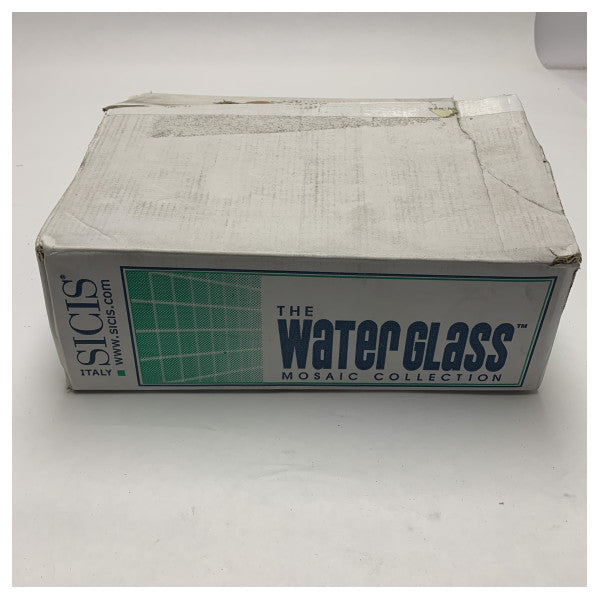 SICIS®
www.sicis.com
ITALY
THE
WATER GLASS™
MOSAIC COLLECTION